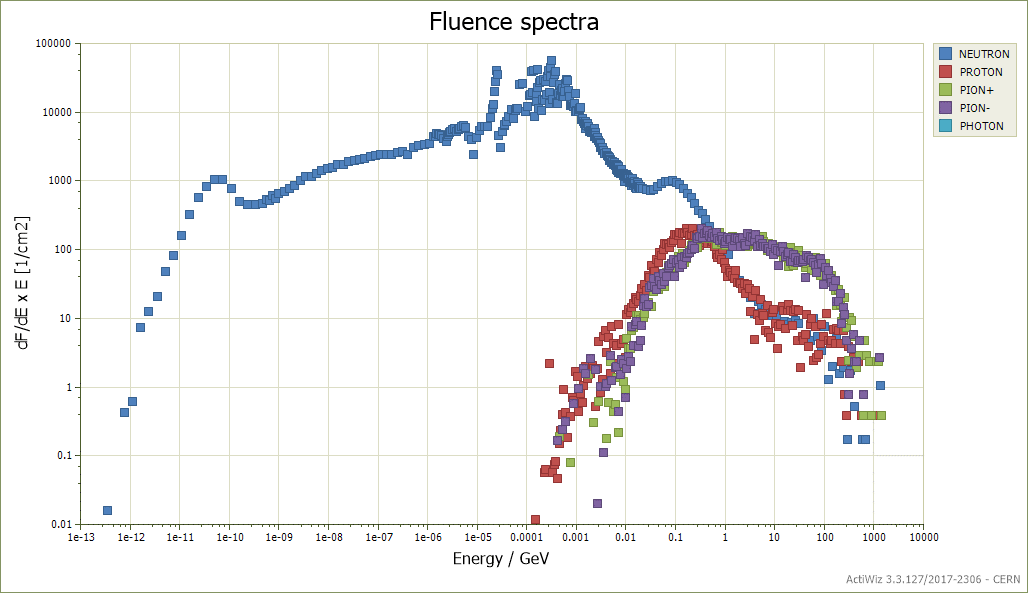 Fluence spectra
100000
10000
1000
100
10
1
0.1
0.01
dF/dE x E [1/cm2]
1e-13 1e-12 1e-11 1e-10 1e-09 1e-08 1e-07 1e-06 1e-05 0.0001 0.001 0.01 0.1 1 10 100 1000 10000
Energy / GeV
NEUTRON
PROTON
PION+
PION-
PHOTON
ActiWiz 3.3.127/2017-2306 - CERN